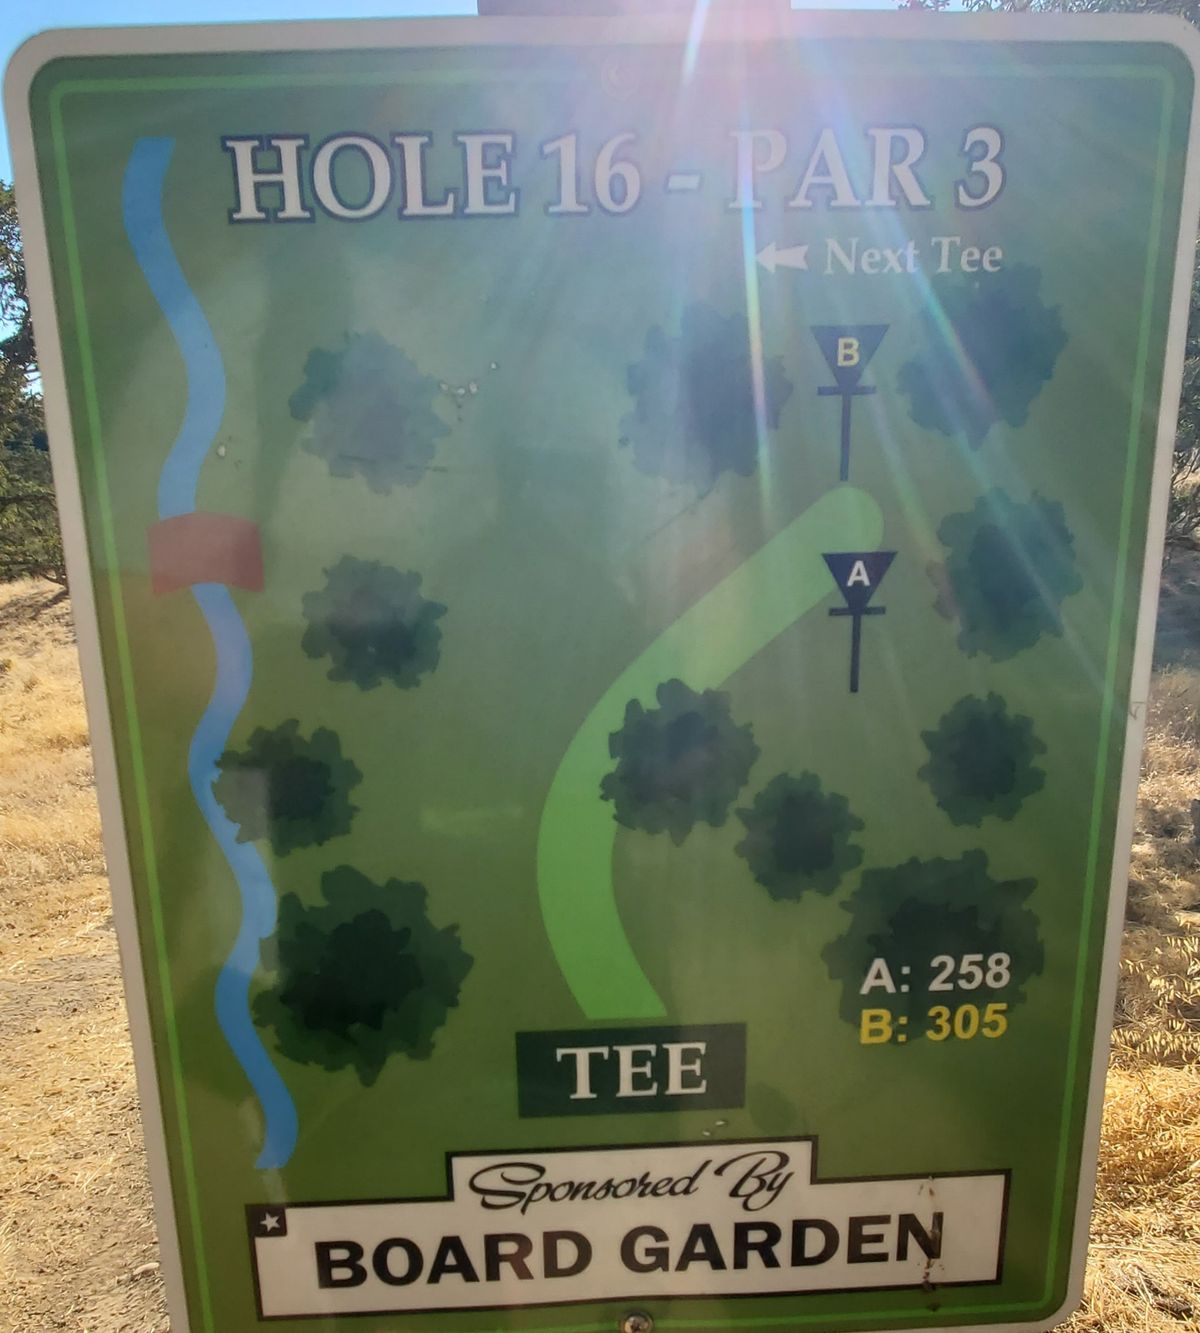 HOLE 16 - PAR 3
Next Tee
B
A
A: 258
B: 305
TEE
Sponsored By
BOARD GARDEN